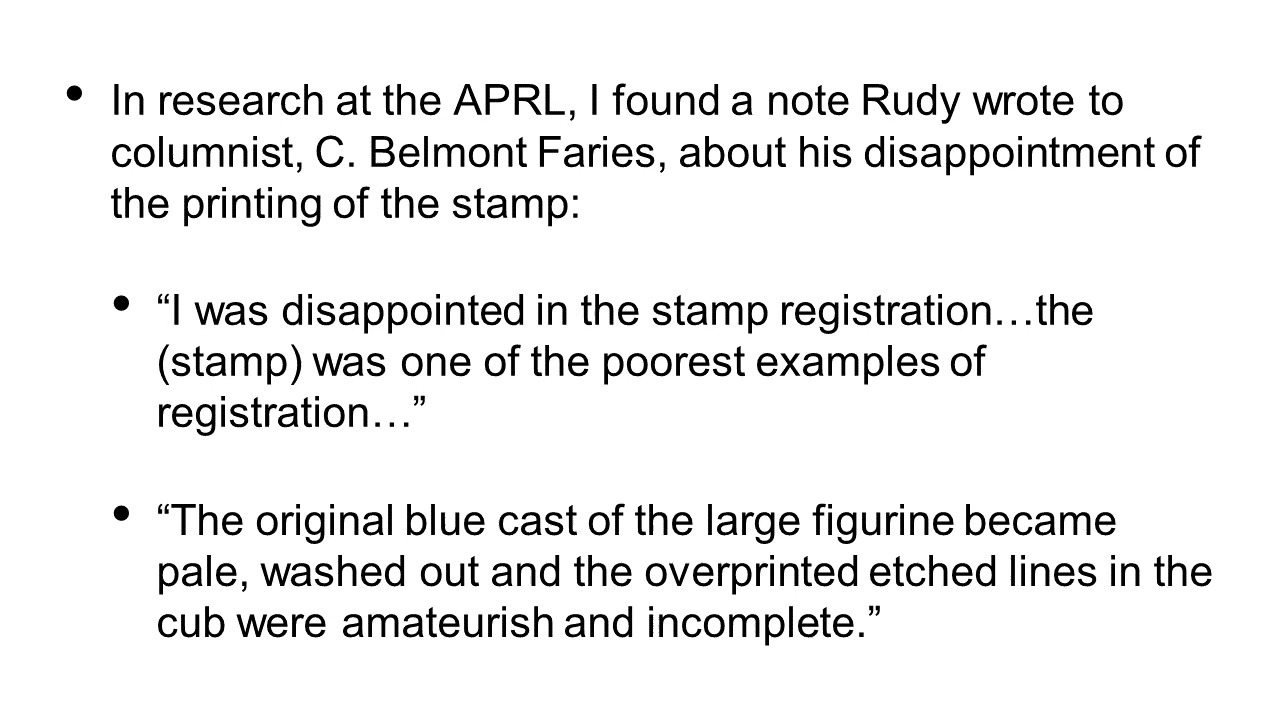 • In research at the APRL, I found a note Rudy wrote to
columnist, C. Belmont Faries, about his disappointment of
the printing of the stamp:
• “I was disappointed in the stamp registration…the
(stamp) was one of the poorest examples of
registration…”
• “The original blue cast of the large figurine became
pale, washed out and the overprinted etched lines in the
cub were amateurish and incomplete.”